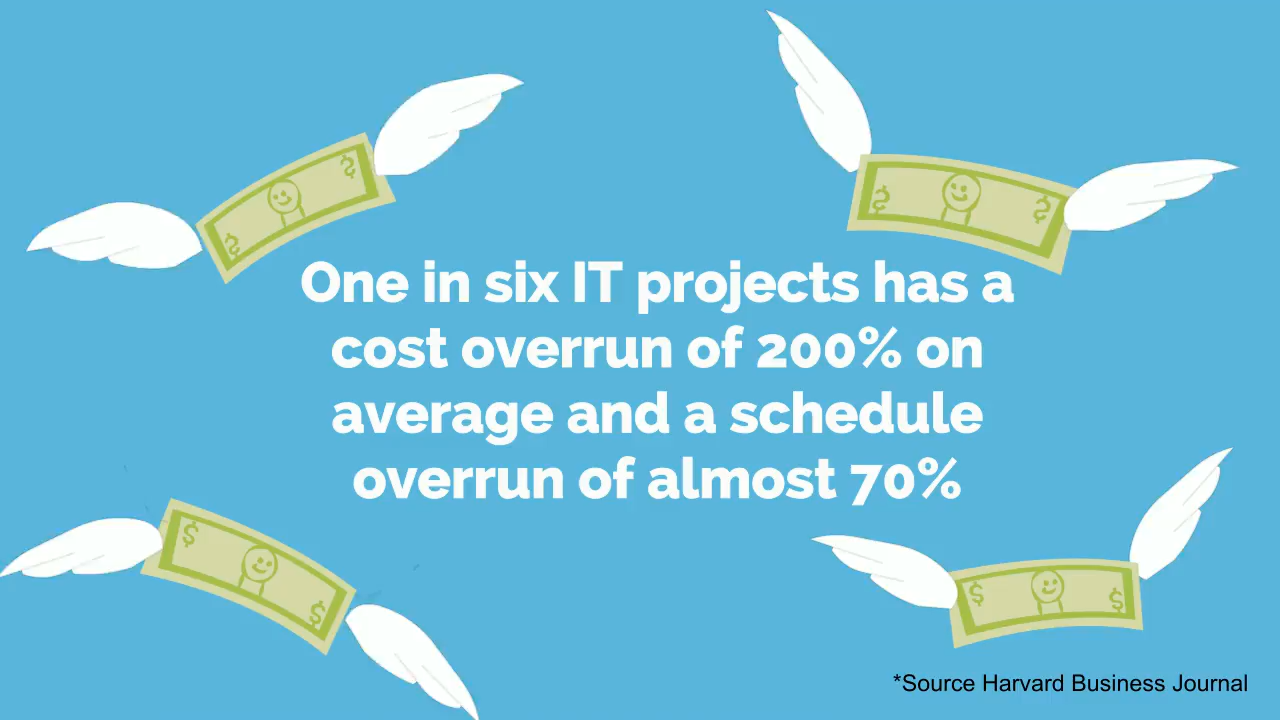 One in six IT projects has a
cost overrun of 200% on
average and a schedule
overrun of almost 70%
*Source Harvard Business Journal